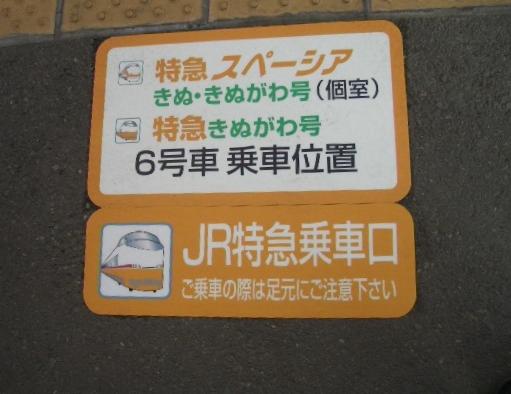 特急 スペーシア
きぬ・きぬがわ号(個室)
特急きぬがわ号
6号車 乗車位置
JR特急乗車口
ご乗車の際は足元にご注意下さい